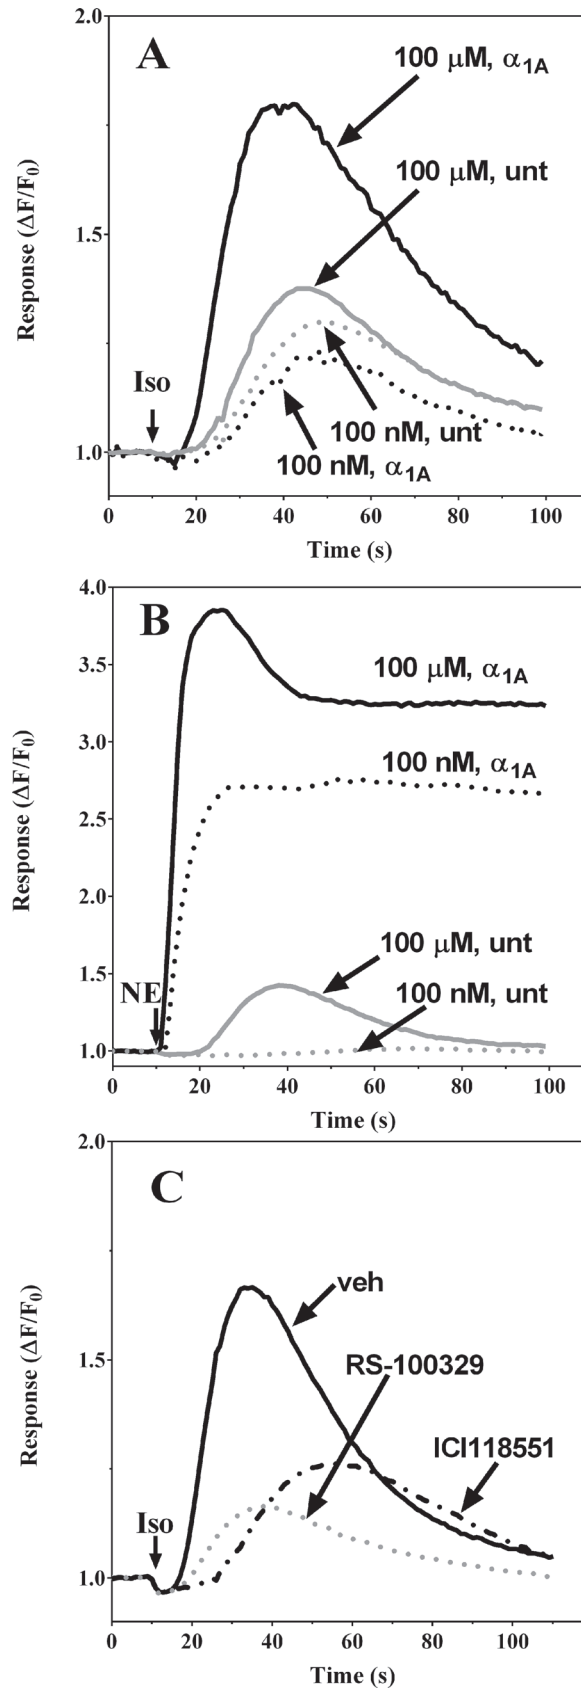 A
2.0
100 μM, α1A
100 μM, unt
Response (ΔF/F0)
1.5
Iso
1.0
100 nM, unt
100 nM, α1A
0 20 40 60 80 100
Time (s)
4.0
B
3.5
100 μM, α1A
3.0
100 nM, α1A
Response (ΔF/F0)
2.5
2.0
100 μM, unt
1.5
NE
100 nM, unt
1.0
0 20 40 60 80 100
Time (s)
2.0
C
veh
RS-100329
Response (ΔF/F0)
1.5
ICI118551
Iso
1.0
0 20 40 60 80 100
Time (s)